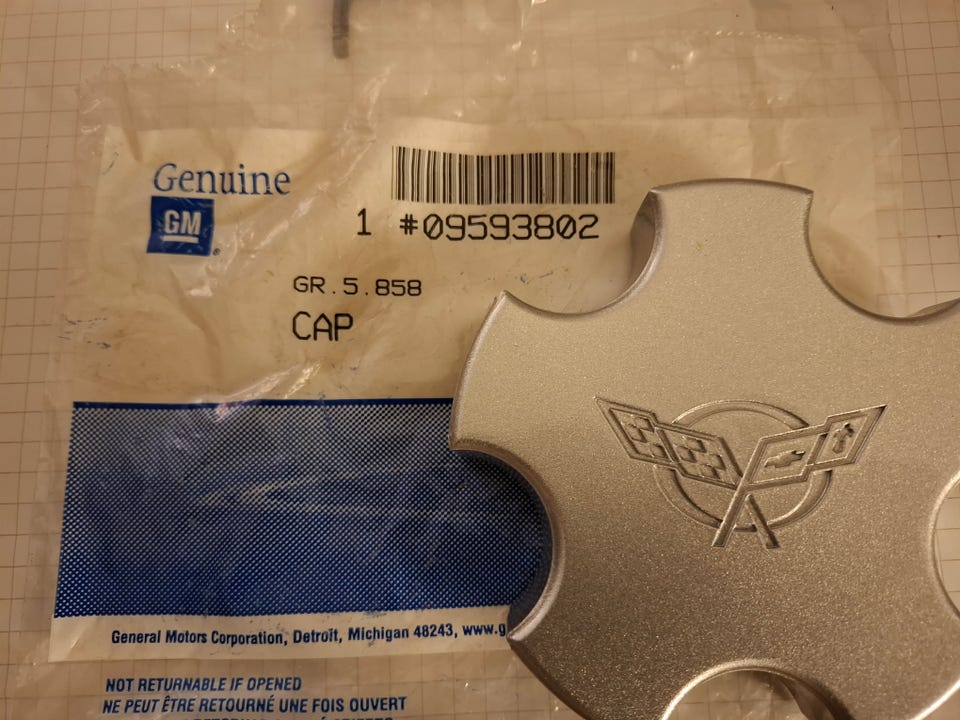 Genuine
GM
®
1 #09593802
GR.5.858
CAP
General Motors Corporation, Detroit, Michigan 48243, www.g
NOT RETURNABLE IF OPENED
NE PEUT ÊTRE RETOURNÉ UNE FOIS OUVERT